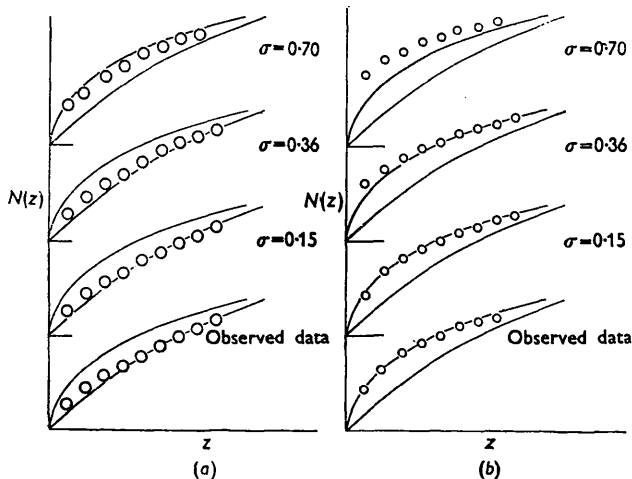 σ=0·70
σ=0·36
N(z)
σ=0·15
Observed data
z
(a)
σ=0·70
σ=0·36
N(z)
σ=0·15
Observed data
z
(b)